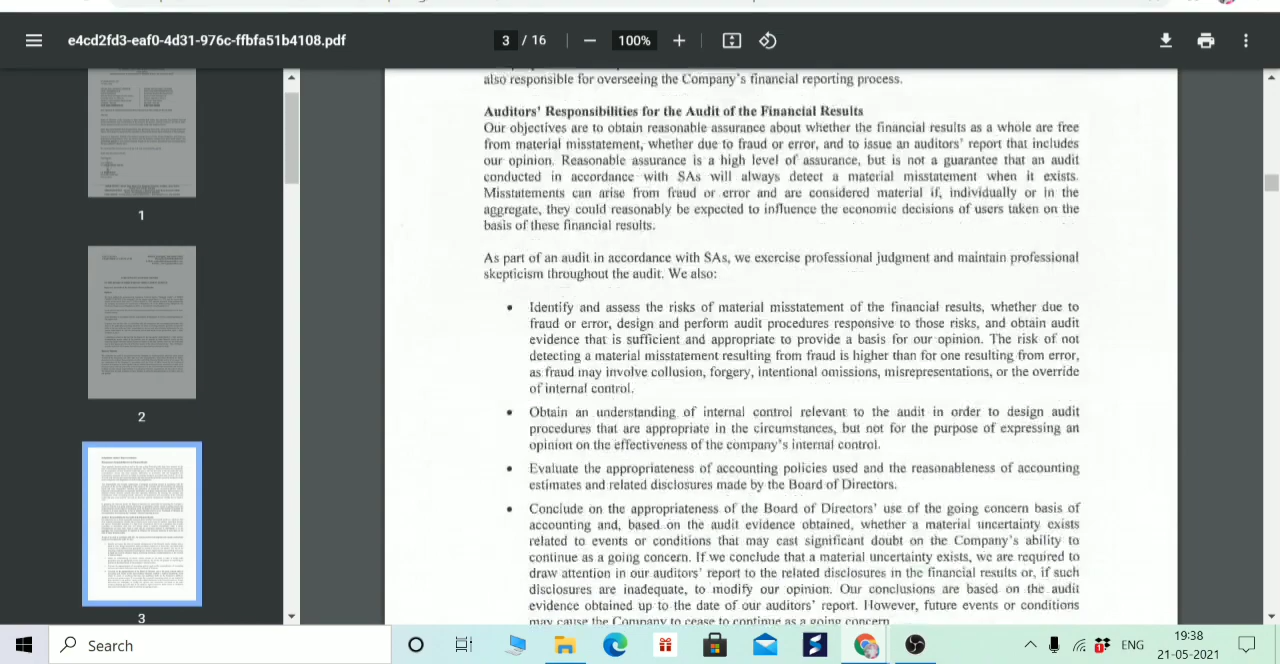 e4cd2fd3-eaf0-4d31-976c-ffbfa51b4108.pdf
3 / 16
100%
1
2
3
also responsible for overseeing the Company's financial reporting process.
Auditors' Responsibilities for the Audit of the Financial Results
Our objectives are to obtain reasonable assurance about whether the financial results as a whole are free
from material misstatement, whether due to fraud or error, and to issue an auditors' report that includes
our opinion. Reasonable assurance is a high level of assurance, but is not a guarantee that an audit
conducted in accordance with SAs will always detect a material misstatement when it exists.
Misstatements can arise from fraud or error and are considered material if, individually or in the
aggregate, they could reasonably be expected to influence the economic decisions of users taken on the
basis of these financial results.
As part of an audit in accordance with SAs, we exercise professional judgment and maintain professional
skepticism throughout the audit. We also:
• Identify and assess the risks of material misstatement of the financial results, whether due to
fraud or error, design and perform audit procedures responsive to those risks, and obtain audit
evidence that is sufficient and appropriate to provide a basis for our opinion. The risk of not
detecting a material misstatement resulting from fraud is higher than for one resulting from error,
as fraud may involve collusion, forgery, intentional omissions, misrepresentations, or the override
of internal control.
• Obtain an understanding of internal control relevant to the audit in order to design audit
procedures that are appropriate in the circumstances, but not for the purpose of expressing an
opinion on the effectiveness of the company's internal control.
• Evaluate the appropriateness of accounting policies used and the reasonableness of accounting
estimates and related disclosures made by the Board of Directors.
• Conclude on the appropriateness of the Board of Directors' use of the going concern basis of
accounting and, based on the audit evidence obtained, whether a material uncertainty exists
related to events or conditions that may cast significant doubt on the Company's ability to
continue as a going concern. If we conclude that a material uncertainty exists, we are required to
draw attention in our auditors' report to the related disclosures in the financial results or, if such
disclosures are inadequate, to modify our opinion. Our conclusions are based on the audit
evidence obtained up to the date of our auditors' report. However, future events or conditions
may cause the Company to cease to continue as a going concern
Search
ENG
19:38
21-05-2021